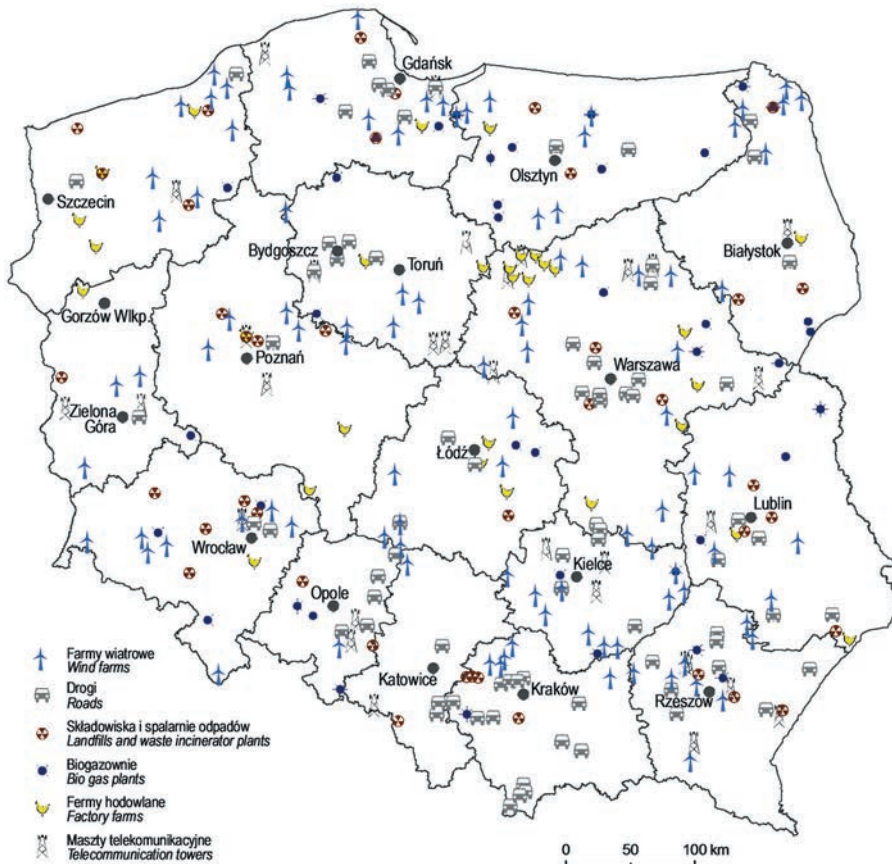 Gdańsk
Olsztyn
Szczecin
Bydgoszcz
Toruń
Białystok
Gorzów Wlkp.
Poznań
Warszawa
Zielona
Góra
Łódź
Lublin
Wrocław
Kielce
Opole
Katowice
Kraków
Rzeszów
Farmy wiatrowe
Wind farms
Drogi
Roads
Składowiska i spalarnie odpadów
Landfills and waste incinerator plants
Biogazownie
Bio gas plants
Fermy hodowlane
Factory farms
Maszty telekomunikacyjne
Telecommunication towers
0 50 100 km